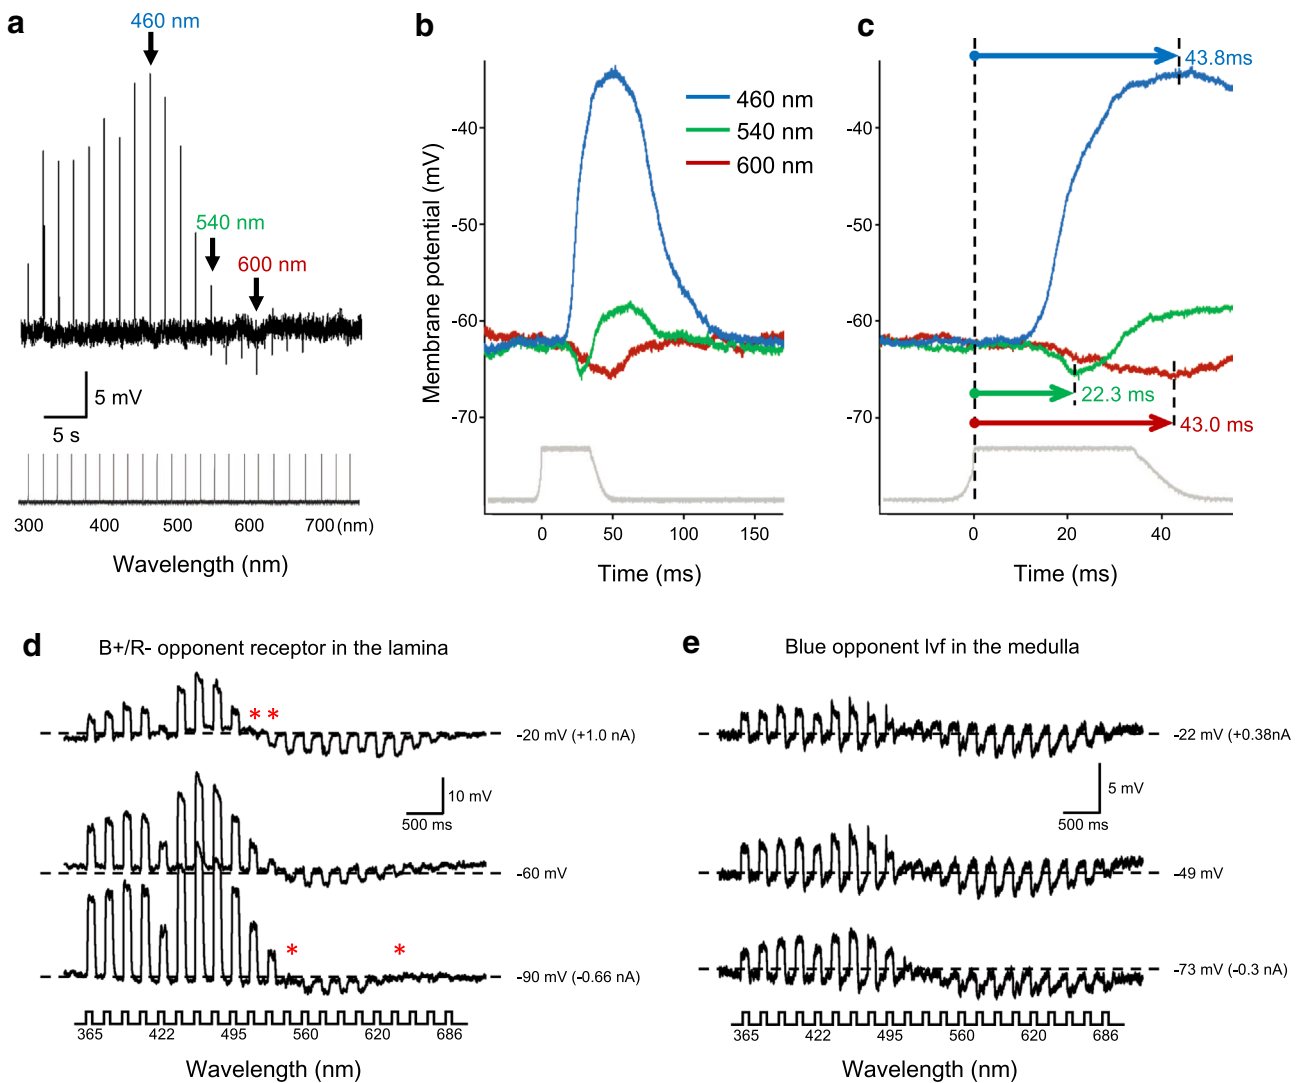 a
460 nm
540 nm
600 nm
5 mV
5 s
300 400 500 600 700(nm)
Wavelength (nm)
b
460 nm
540 nm
600 nm
Membrane potential (mV)
-40
-50
-60
-70
0 50 100 150
Time (ms)
c
43.8ms
-40
-50
-60
-70
22.3 ms
43.0 ms
0 20 40
Time (ms)
d
B+/R- opponent receptor in the lamina
* *
-20 mV (+1.0 nA)
10 mV
500 ms
-60 mV
* *
-90 mV (-0.66 nA)
365 422 495 560 620 686
Wavelength (nm)
e
Blue opponent lvf in the medulla
-22 mV (+0.38nA
5 mV
500 ms
-49 mV
-73 mV (-0.3 nA)
365 422 495 560 620 686
Wavelength (nm)